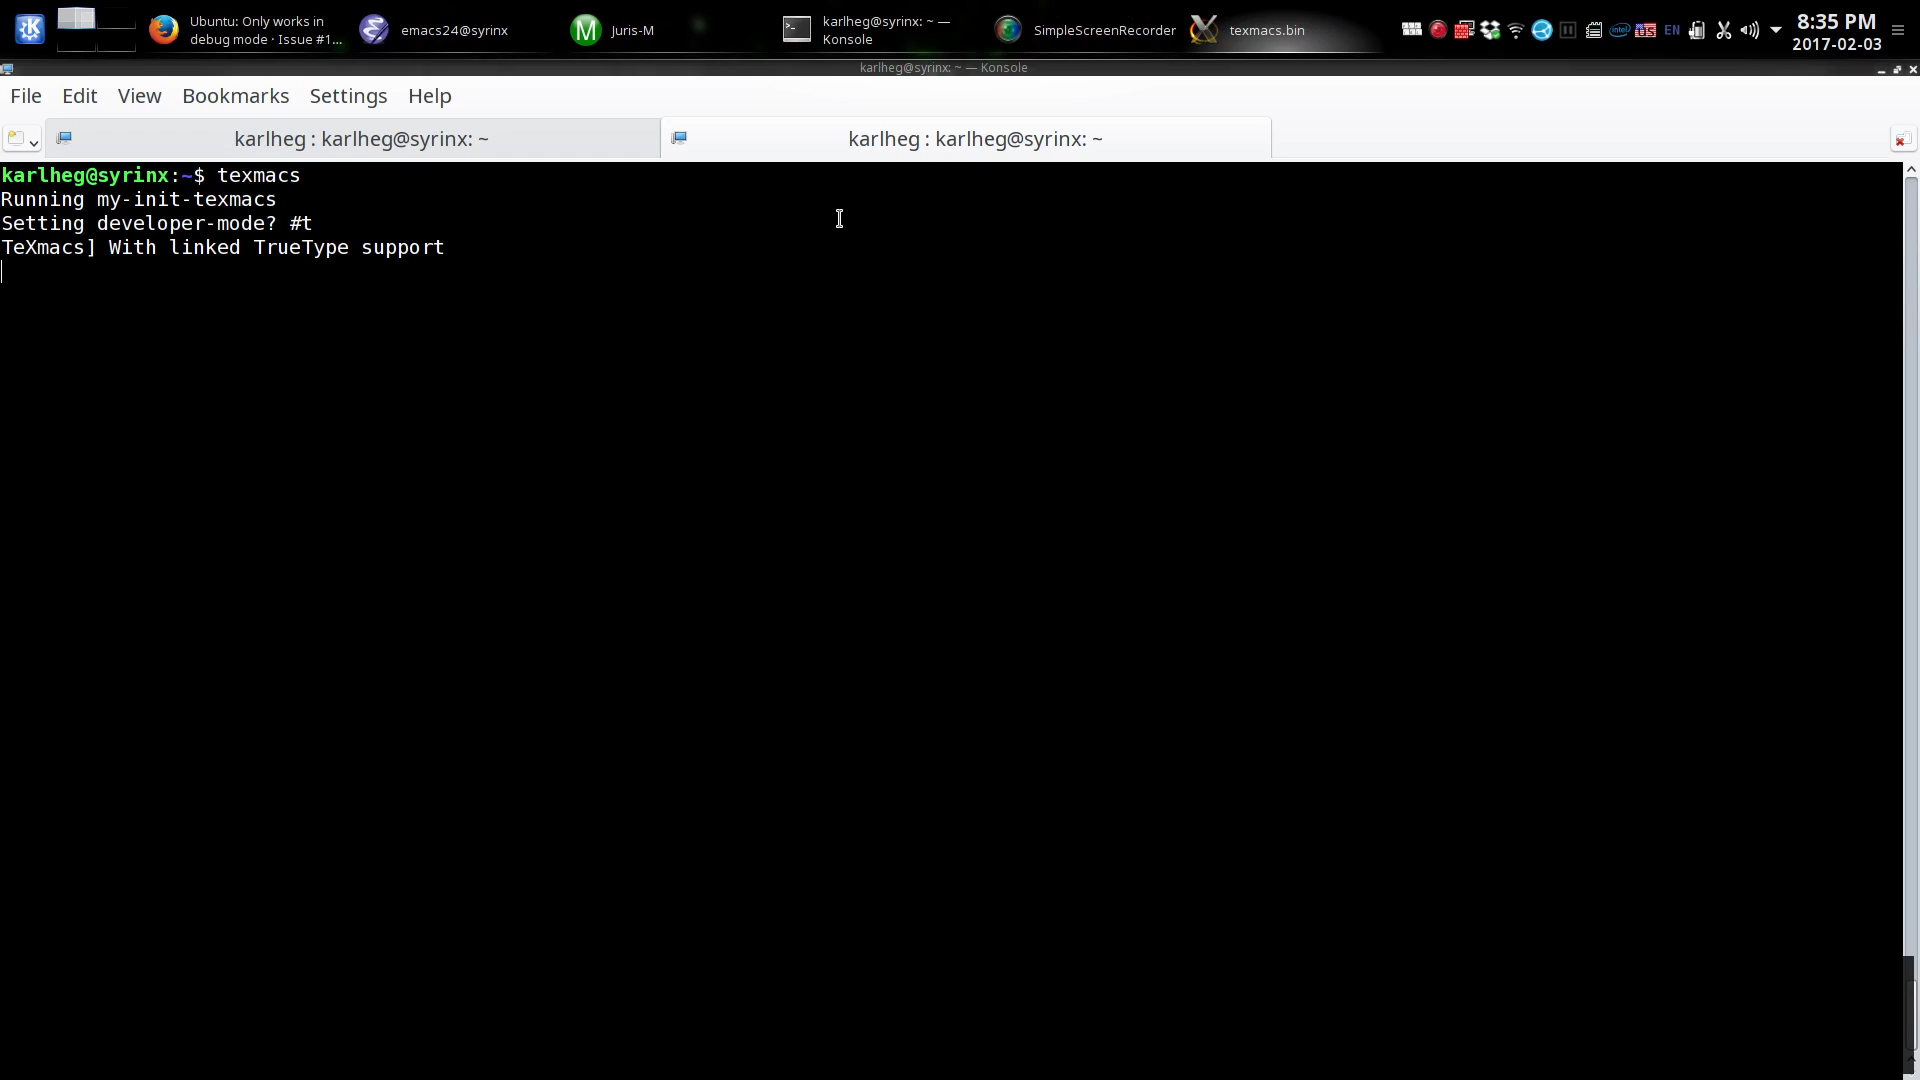 Ubuntu: Only works in
debug mode · Issue #1...
emacs24@syrinx
Juris-M
karlheg@syrinx: ~ —
Konsole
SimpleScreenRecorder
texmacs.bin
EN
8:35 PM
2017-02-03
karlheg@syrinx: ~ — Konsole
File Edit View Bookmarks Settings Help
karlheg : karlheg@syrinx: ~
karlheg : karlheg@syrinx: ~
karlheg@syrinx:~$ texmacs
Running my-init-texmacs
Setting developer-mode? #t
TeXmacs] With linked TrueType support